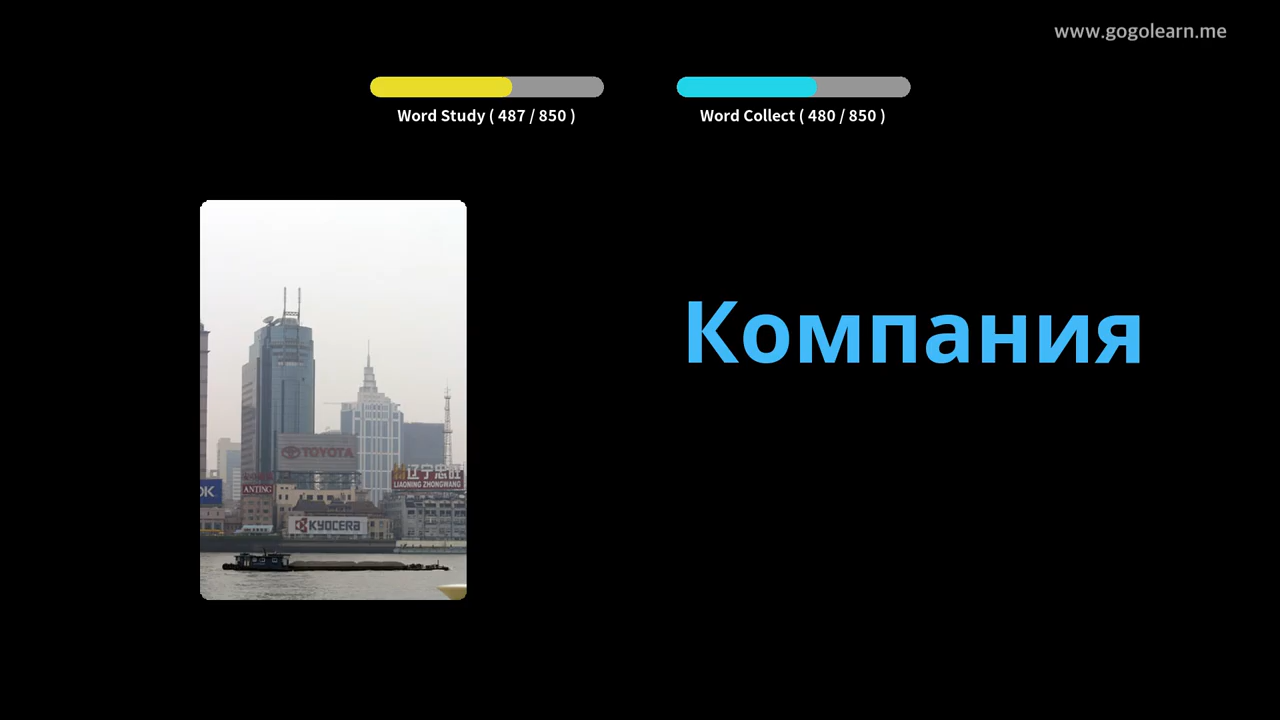 www.gogolearn.me
Word Study ( 487 / 850 )
Word Collect ( 480 / 850 )
Компания
TOYOTA
辽宁忠旺
LIAONING ZHONGWANG
OK
ANTING
KYOCERA